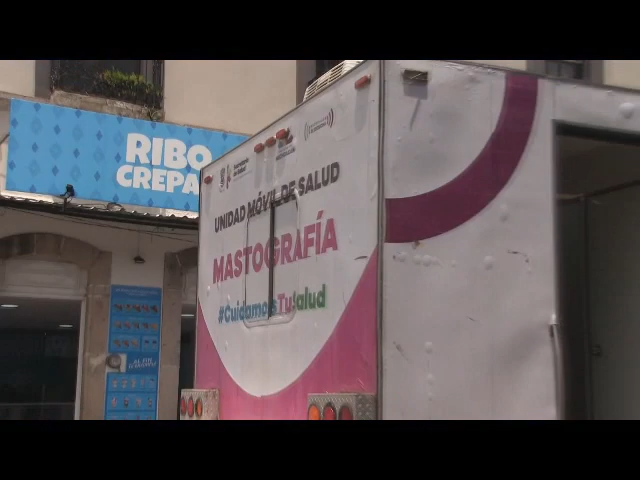 RIBO
CREPA
UNIDAD MÓVIL DE SALUD
MASTOGRAFÍA
#CuidamosTuSalud